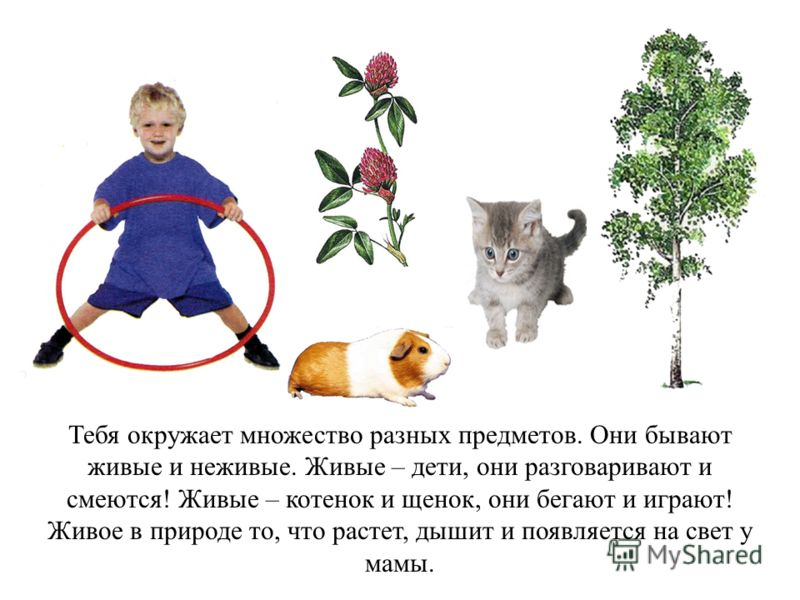 Тебя окружает множество разных предметов. Они бывают
живые и неживые. Живые – дети, они разговаривают и
смеются! Живые – котенок и щенок, они бегают и играют!
Живое в природе то, что растет, дышит и появляется на свет у
мамы.
MyShared